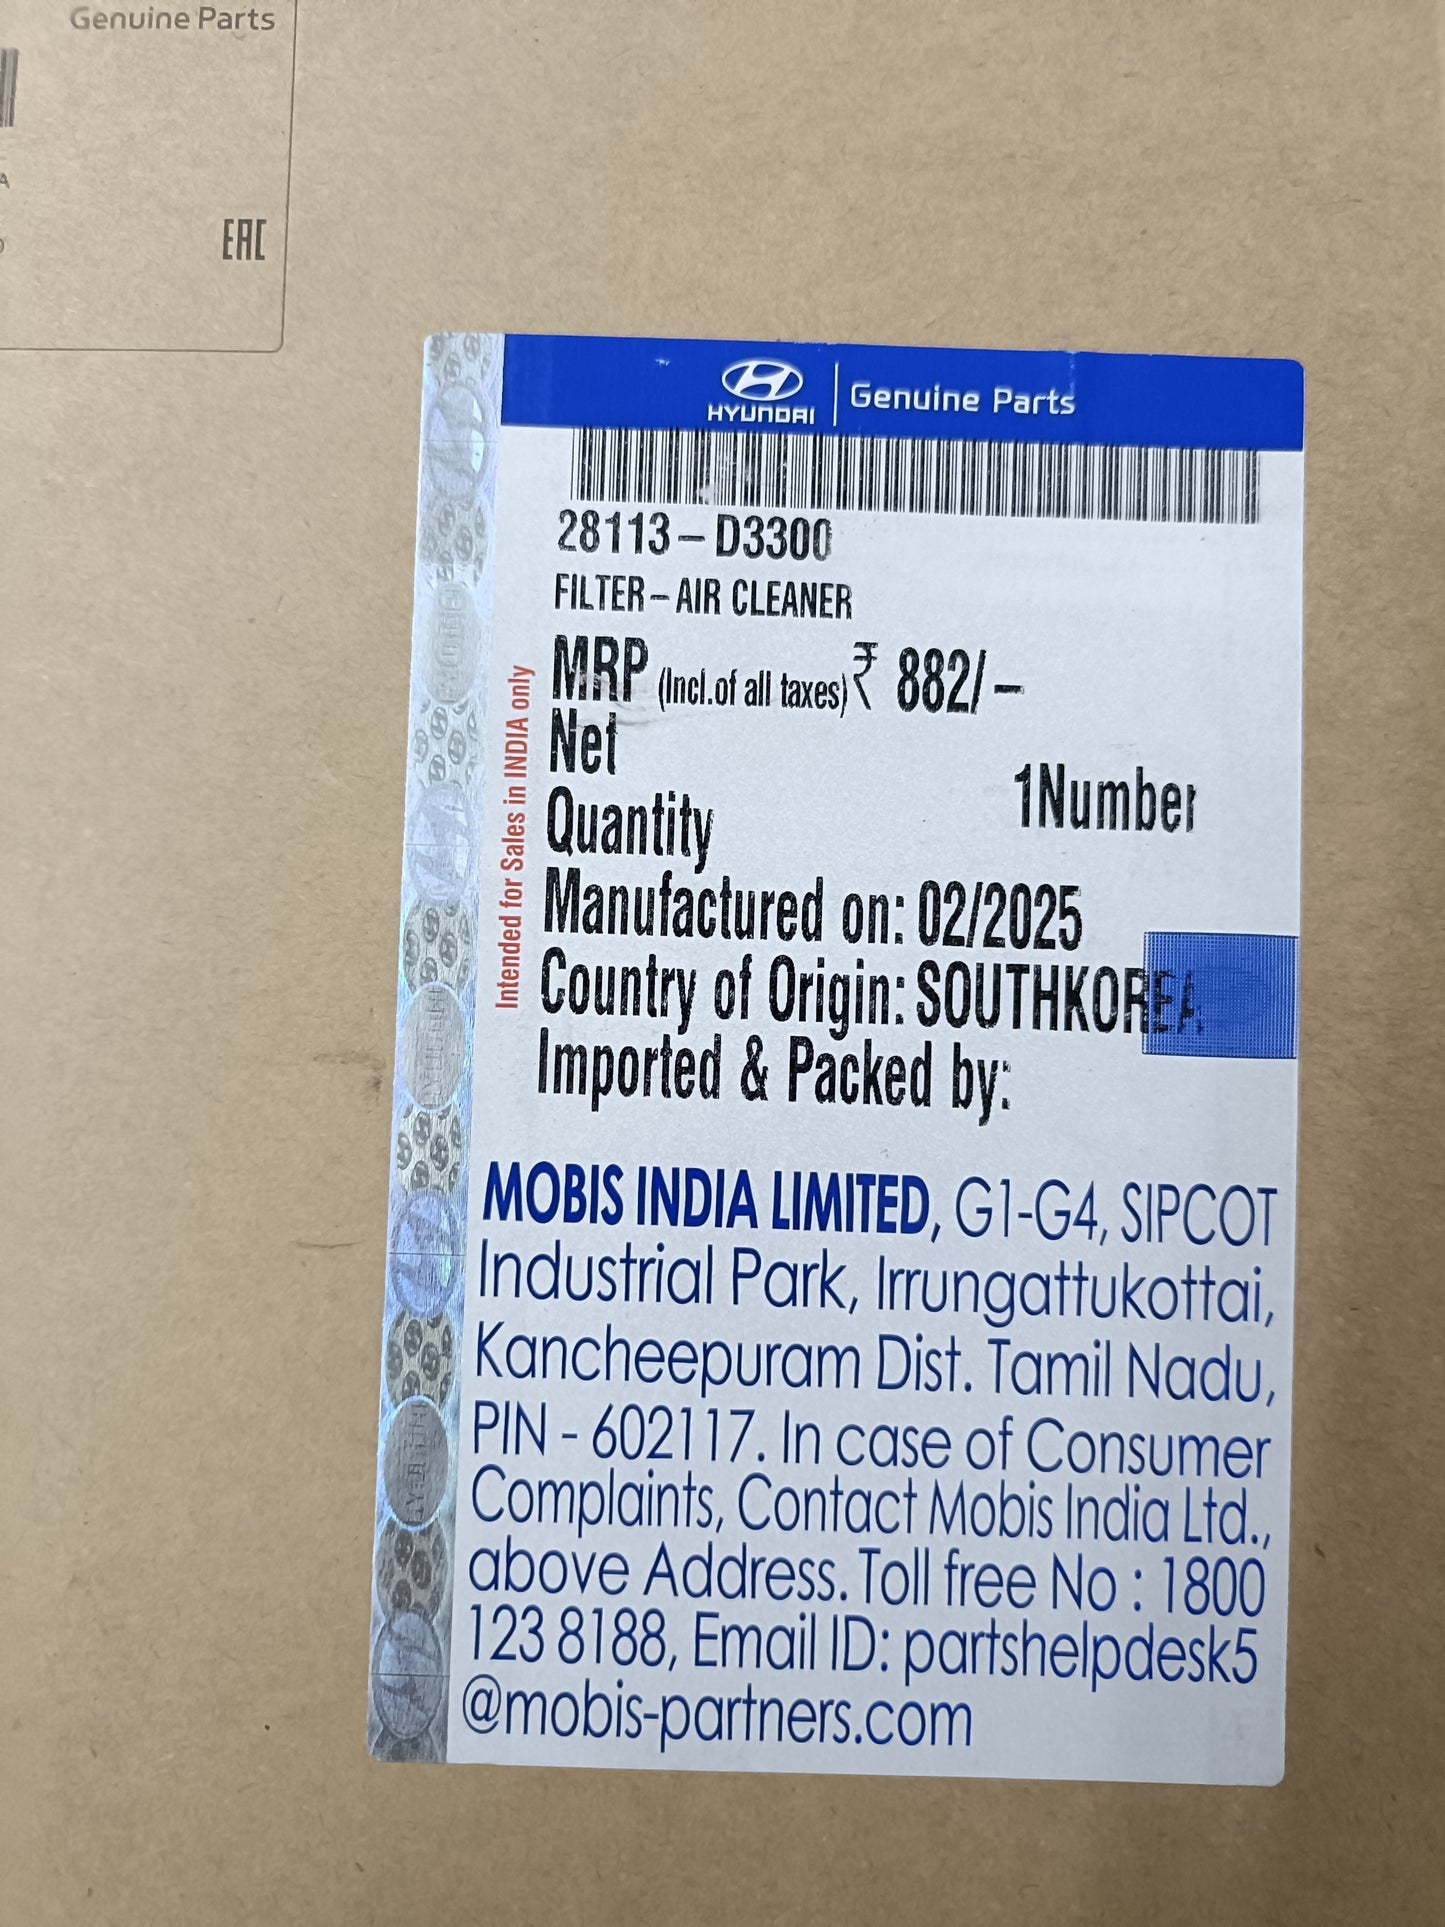 Genuine Parts
EAC
HYUNDAI Genuine Parts
28113-D3300
FILTER-AIR CLEANER
MRP (Incl.of all taxes) ₹ 882/-
Net
Quantity 1Number
Manufactured on: 02/2025
Country of Origin: SOUTHKOREA
Imported & Packed by:
Intended for Sales in INDIA only
MOBIS INDIA LIMITED, G1-G4, SIPCOT
Industrial Park, Irrungattukottai,
Kancheepuram Dist. Tamil Nadu,
PIN - 602117. In case of Consumer
Complaints, Contact Mobis India Ltd.,
above Address. Toll free No : 1800
123 8188, Email ID: partshelpdesk5
@mobis-partners.com